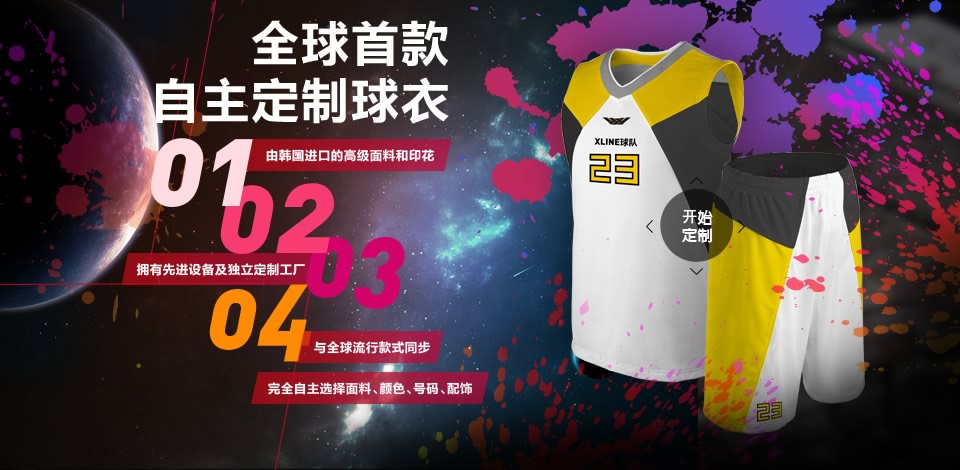 全球首款
自主定制球衣
01
由韩国进口的高级面料和印花
02
拥有先进设备及独立定制工厂
03
04
与全球流行款式同步
完全自主选择面料、颜色、号码、配饰
XLINE球队
23
开始
定制
23